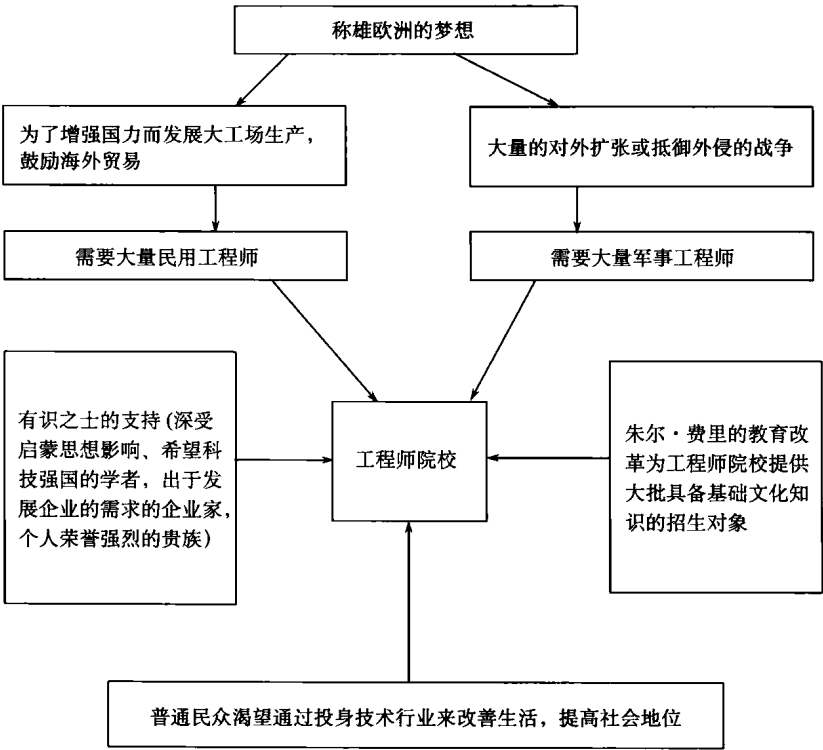 称雄欧洲的梦想
为了增强国力而发展大工场生产，
鼓励海外贸易
大量的对外扩张或抵御外侵的战争
需要大量民用工程师
需要大量军事工程师
有识之士的支持(深受
启蒙思想影响、希望科
技强国的学者，出于发
展企业的需求的企业家，
个人荣誉强烈的贵族)
工程师院校
朱尔·费里的教育改
革为工程师院校提供
大批具备基础文化知
识的招生对象
普通民众渴望通过投身技术行业来改善生活，提高社会地位